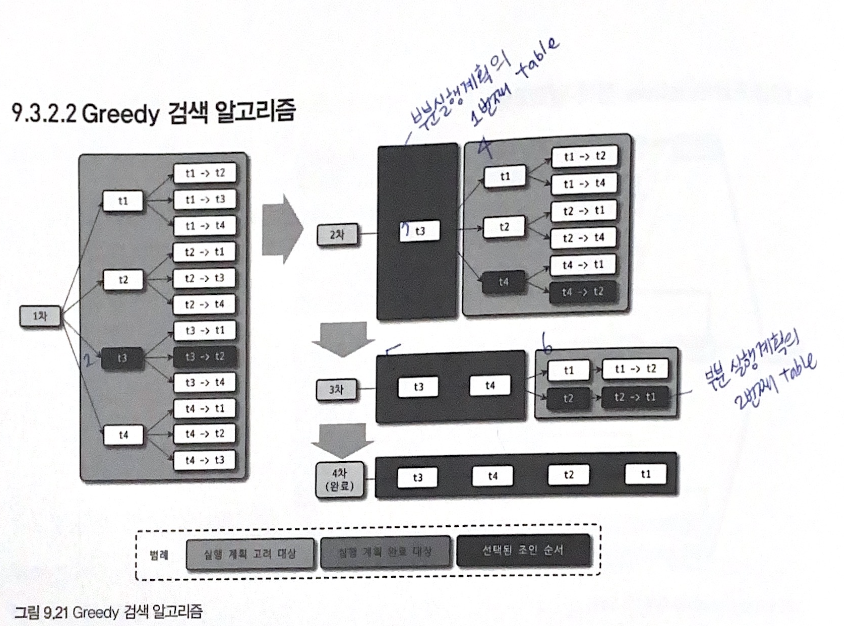 부분실행계획의
1번째 table
9.3.2.2 Greedy 검색 알고리즘
1차
t1
t1 -> t2
t1 -> t3
t1 -> t4
t2
t2 -> t1
t2 -> t3
t2 -> t4
2
t3
t3 -> t1
t3 -> t2
t3 -> t4
t4
t4 -> t1
t4 -> t2
t4 -> t3
2차
t3
4
t1
t1 -> t2
t1 -> t4
t2
t2 -> t1
t2 -> t4
t4
t4 -> t1
t4 -> t2
3차
5
t3
t4
6
t1
t1 -> t2
t2
t2 -> t1
부분 실행계획의
2번째 table
4차
(완료)
t3
t4
t2
t1
범례
실행 계획 고려 대상
실행 계획 완료 대상
선택된 조인 순서
그림 9.21 Greedy 검색 알고리즘